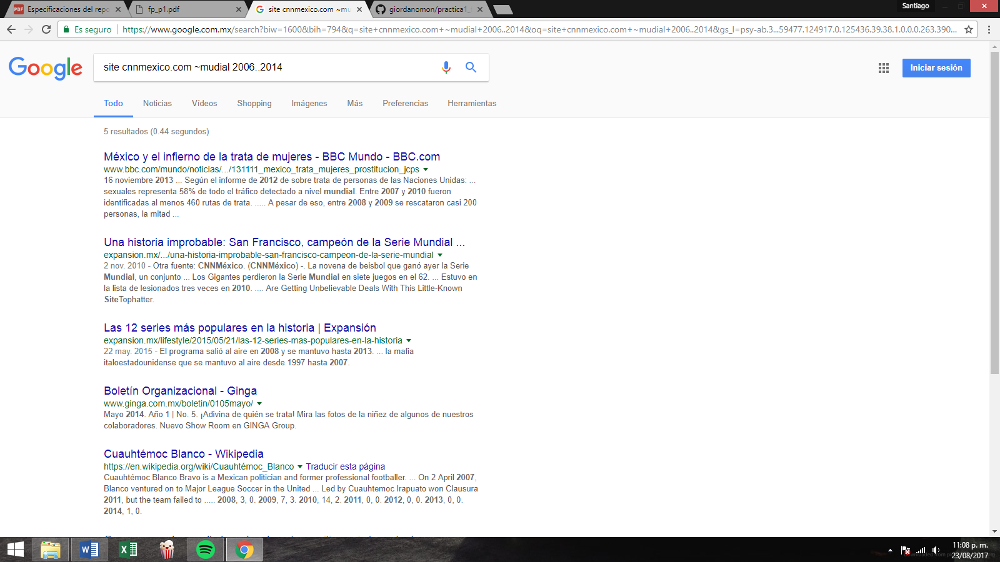 Especificaciones del repo
fp_p1.pdf
site cnnmexico.com ~mu
giordanomon/practica1_
Santiago
Es seguro
https://www.google.com.mx/search?biw=1600&bih=794&q=site+cnnmexico.com+~mudial+2006..2014&oq=site+cnnmexico.com+~mudial+2006..2014&gs_l=psy-ab.3...59477.124917.0.125436.39.38.1.0.0.0.263.390...
Google
site cnnmexico.com ~mudial 2006..2014
Iniciar sesión
Todo Noticias Vídeos Shopping Imágenes Más Preferencias Herramientas
5 resultados (0.44 segundos)
México y el infierno de la trata de mujeres - BBC Mundo - BBC.com
www.bbc.com/mundo/noticias/.../131111_mexico_trata_mujeres_prostitucion_jcps
16 noviembre 2013 ... Según el informe de 2012 de sobre trata de personas de las Naciones Unidas: ...
sexuales representa 58% de todo el tráfico detectado a nivel mundial. Entre 2007 y 2010 fueron
identificadas al menos 460 rutas de trata. ..... A pesar de eso, entre 2008 y 2009 se rescataron casi 200
personas, la mitad ...
Una historia improbable: San Francisco, campeón de la Serie Mundial ...
expansion.mx/.../una-historia-improbable-san-francisco-campeon-de-la-serie-mundial
2 nov. 2010 - Otra fuente: CNNMéxico. (CNNMéxico) -. La novena de beisbol que ganó ayer la Serie
Mundial, un conjunto ... Los Gigantes perdieron la Serie Mundial en siete juegos en el 62. ... Estuvo en
la lista de lesionados tres veces en 2010. .... Are Getting Unbelievable Deals With This Little-Known
SiteTophatter.
Las 12 series más populares en la historia | Expansión
expansion.mx/lifestyle/2015/05/21/las-12-series-mas-populares-en-la-historia
22 may. 2015 - El programa salió al aire en 2008 y se mantuvo hasta 2013. ... la mafia
italoestadounidense que se mantuvo al aire desde 1997 hasta 2007.
Boletín Organizacional - Ginga
www.ginga.com.mx/boletin/0105mayo/
Mayo 2014. Año 1 | No. 5. ¡Adivina de quién se trata! Mira las fotos de la niñez de algunos de nuestros
colaboradores. Nuevo Show Room en GINGA Group.
Cuauhtémoc Blanco - Wikipedia
https://en.wikipedia.org/wiki/Cuauhtémoc_Blanco Traducir esta página
Cuauhtémoc Blanco Bravo is a Mexican politician and former professional footballer. ... On 2 April 2007,
Blanco ventured on to Major League Soccer in the United ... Led by Cuauhtemoc Irapuato won Clausura
2011, but the team failed to ..... 2008, 3, 0. 2009, 7, 3. 2010, 14, 2. 2011, 0, 0. 2012, 0, 0. 2013, 0, 0.
2014, 1, 0.
11:08 p. m.
23/08/2017